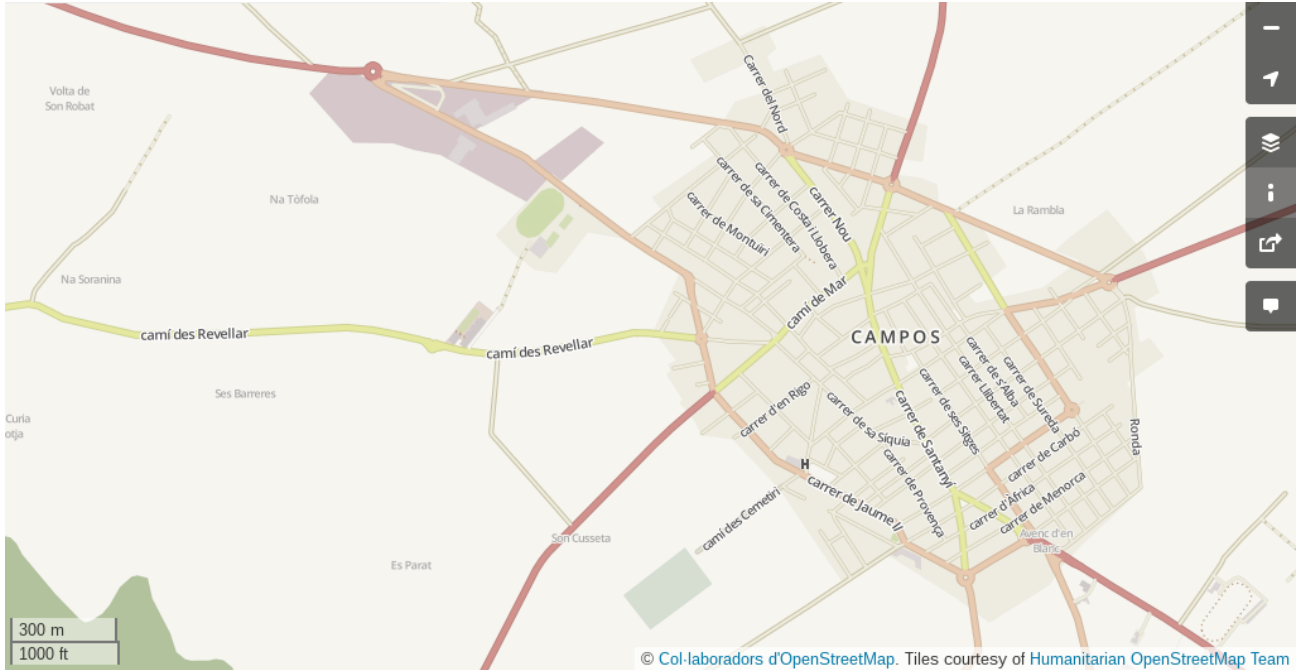 Volta de
Son Robat
Carrer del Nord
Na Tòfola
carrer de Costa i Llobera
carrer de sa Cimentera
Carrer Nou
carrer de Montuïri
La Rambla
Na Soranina
camí de Mar
camí des Revellar
camí des Revellar
CAMPOS
Ses Barreres
carrer d'en Rigo
carrer de sa Síquia
carrer de Santanyí
carrer de ses Sitges
carrer Llibertat
carrer de s'Alba
carrer de Sureda
Curia
otja
Ronda
H
carrer de Carbó
carrer de Provença
carrer d'Àfrica
carrer de Menorca
carrer de Jaume II
camí des Cemetiri
Son Cusseta
Avenc d'en
Blanc
Es Parat
300 m
1000 ft
© Col·laboradors d'OpenStreetMap. Tiles courtesy of Humanitarian OpenStreetMap Team